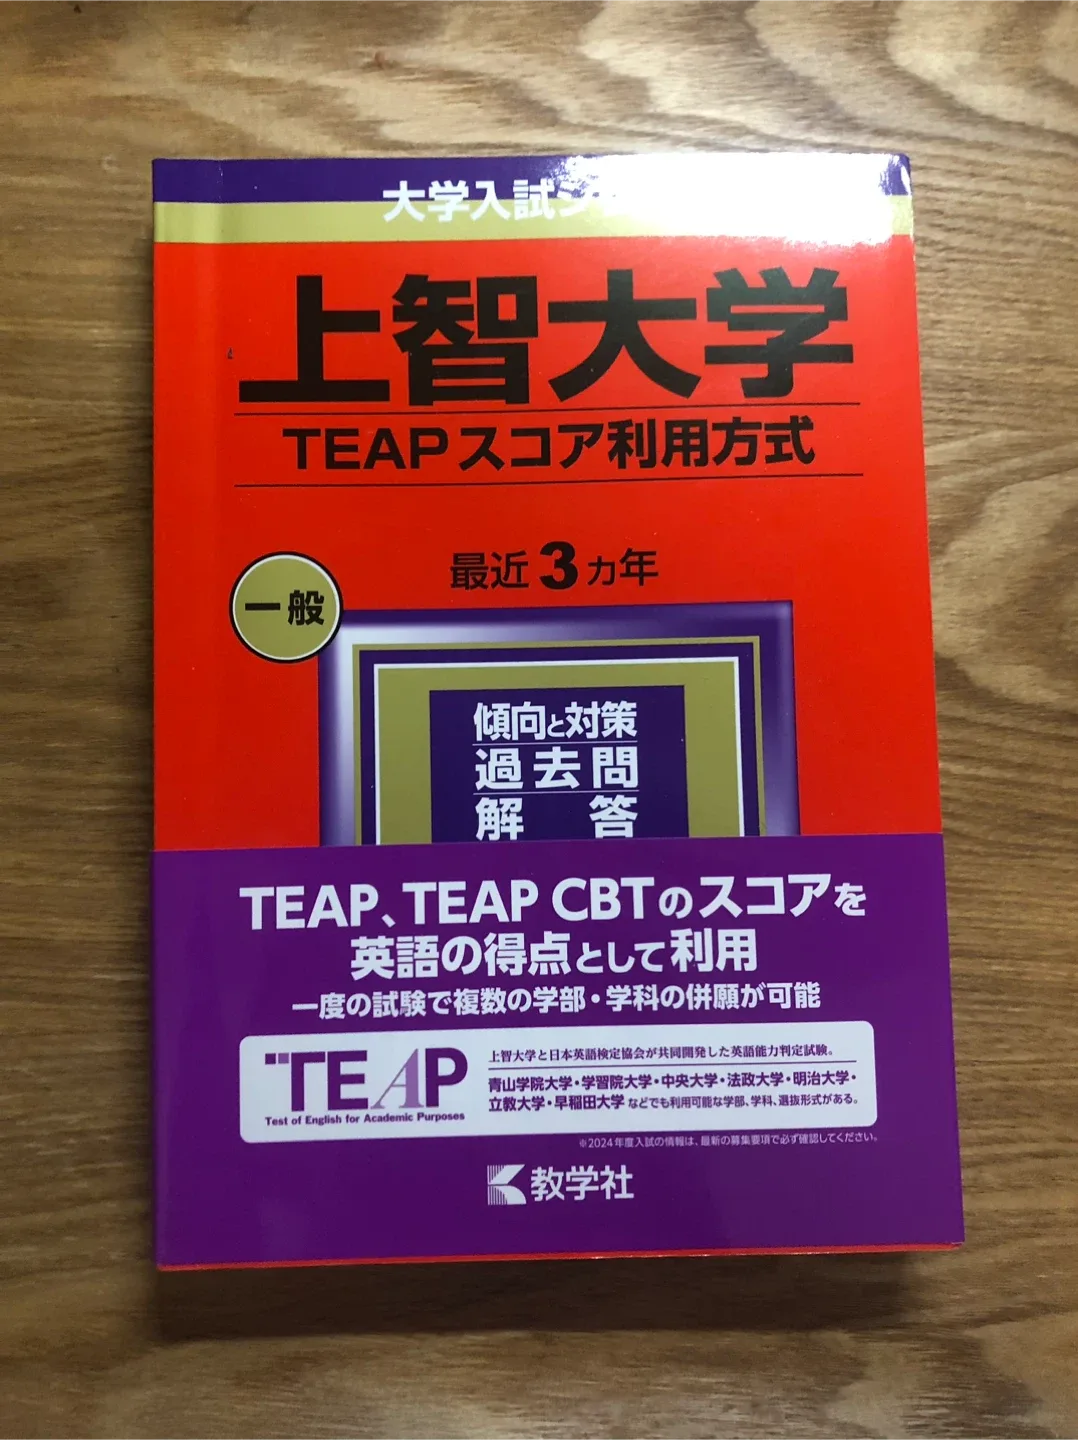 大学入試シ
上智大学
TEAPスコア利用方式
最近3カ年
一般
傾向と対策
過去問
解答
TEAP、TEAP CBTのスコアを
英語の得点として利用
一度の試験で複数の学部・学科の併願が可能
TEAP
Test of English for Academic Purposes
上智大学と日本英語検定協会が共同開発した英語能力判定試験。
青山学院大学・学習院大学・中央大学・法政大学・明治大学・
立教大学・早稲田大学などでも利用可能な学部、学科、選抜形式がある。
※2024年度入試の情報は、最新の募集要項で必ず確認してください。
教学社